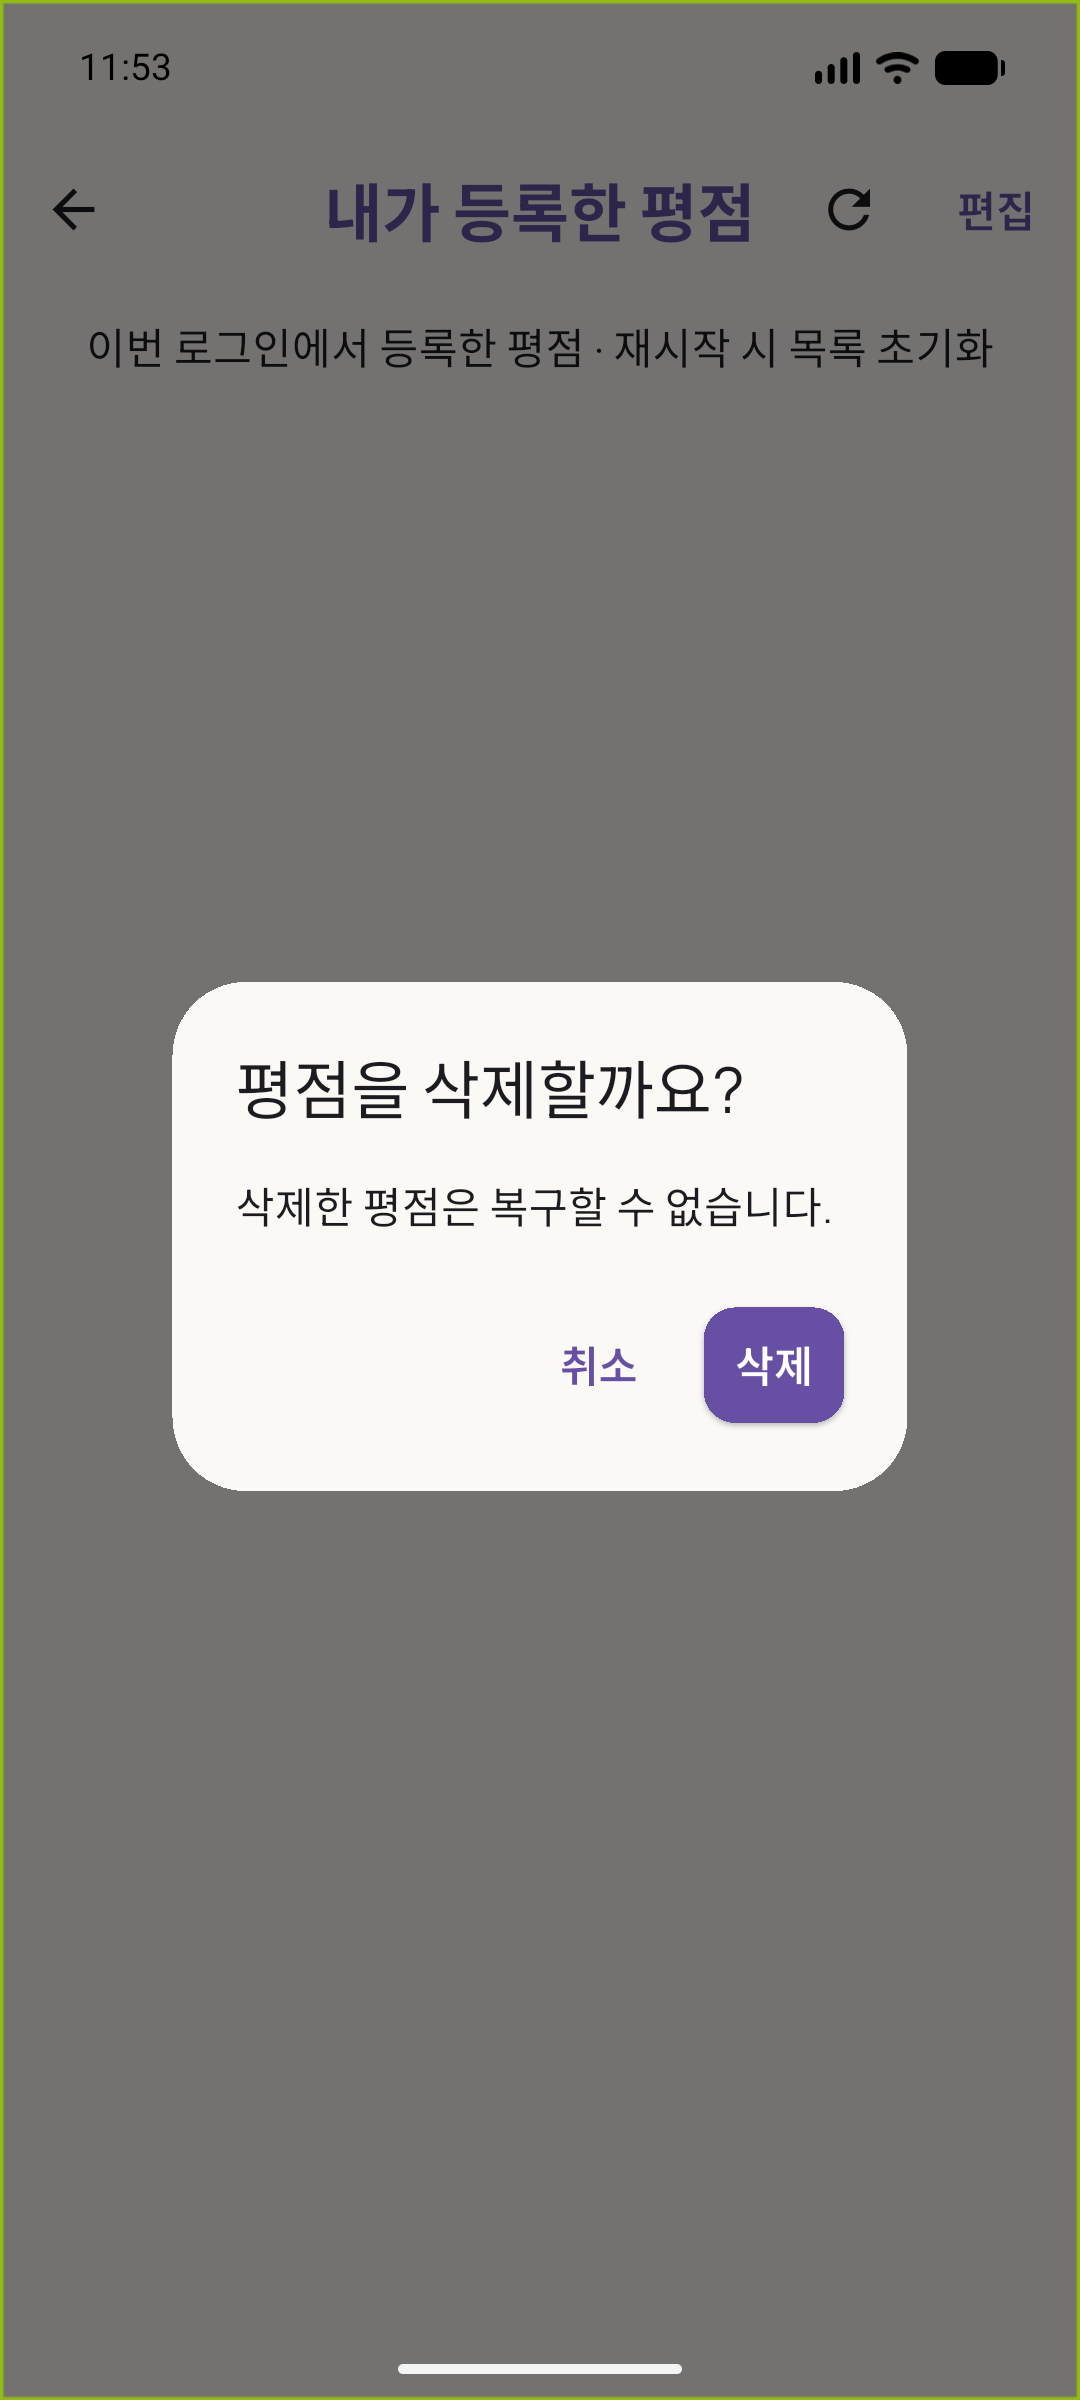 11:53
내가 등록한 평점
편집
이번 로그인에서 등록한 평점 · 재시작 시 목록 초기화
평점을 삭제할까요?
삭제한 평점은 복구할 수 없습니다.
취소
삭제